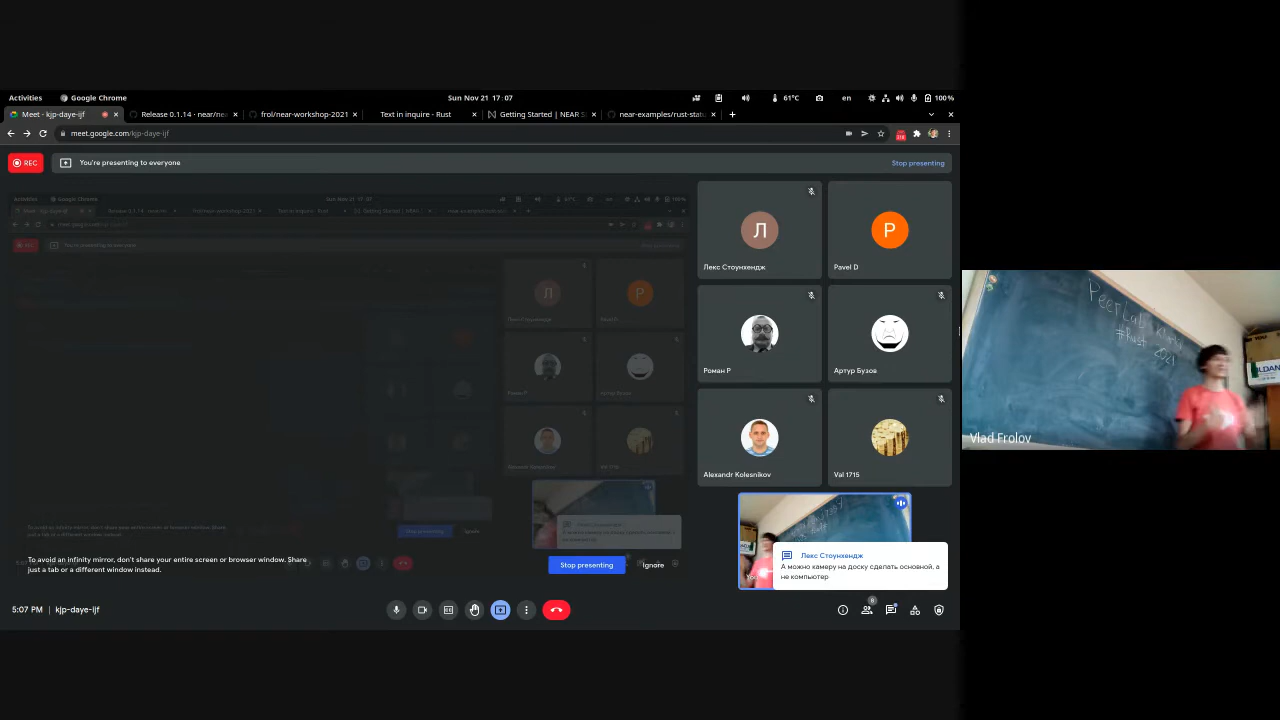 Activities
Google Chrome
Sun Nov 21 17:07
61°C
en
100%
Meet - kjp-daye-ijf
Release 0.1.14 · near/ne
frol/near-workshop-2021
Text in inquire - Rust
Getting Started | NEAR S
near-examples/rust-stat
meet.google.com/kjp-daye-ijf
REC
You're presenting to everyone
Stop presenting
Л
Лекс Стоунхендж
P
Pavel D
Роман Р
Артур Бузов
Alexandr Kolesnikov
Val 1715
PeerLab
#Rust 2021
Vlad Frolov
To avoid an infinity mirror, don't share your entire screen or browser window. Share
just a tab or a different window instead.
Stop presenting
Ignore
Лекс Стоунхендж
А можно камеру на доску сделать основной, а
не компьютер
5:07 PM | kjp-daye-ijf
8